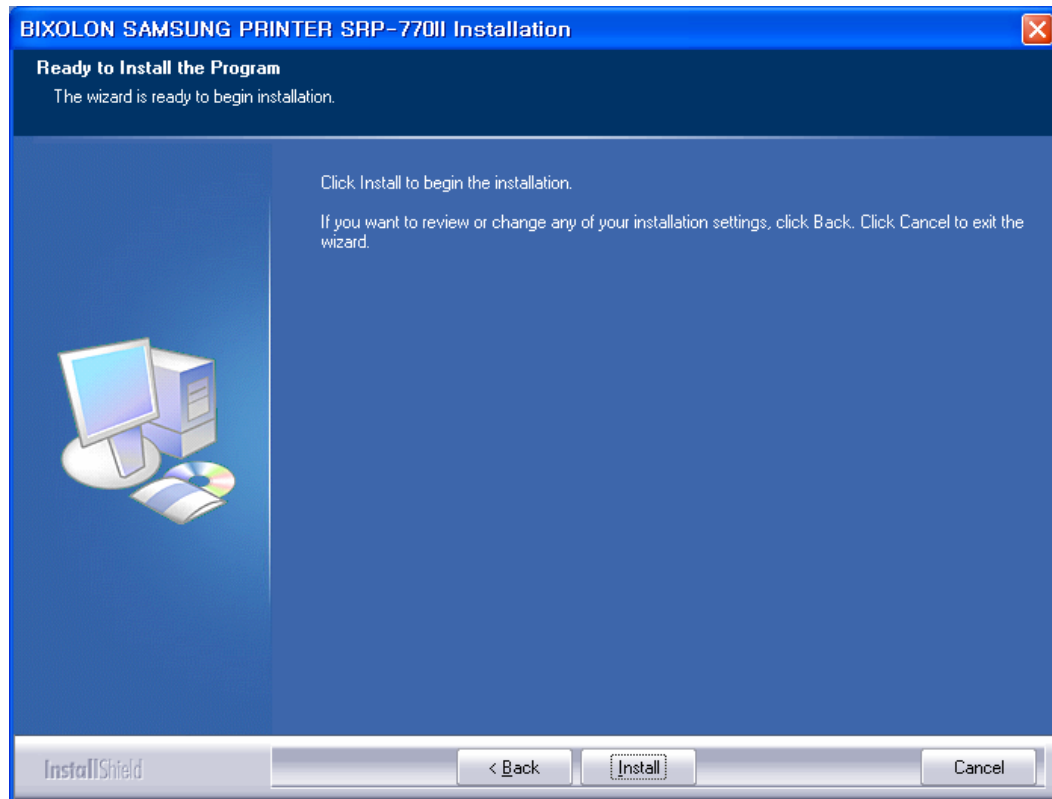 BIXOLON SAMSUNG PRINTER SRP-770II Installation
Ready to Install the Program
The wizard is ready to begin installation.
Click Install to begin the installation.
If you want to review or change any of your installation settings, click Back. Click Cancel to exit the
wizard.
InstallShield
< Back
Install
Cancel